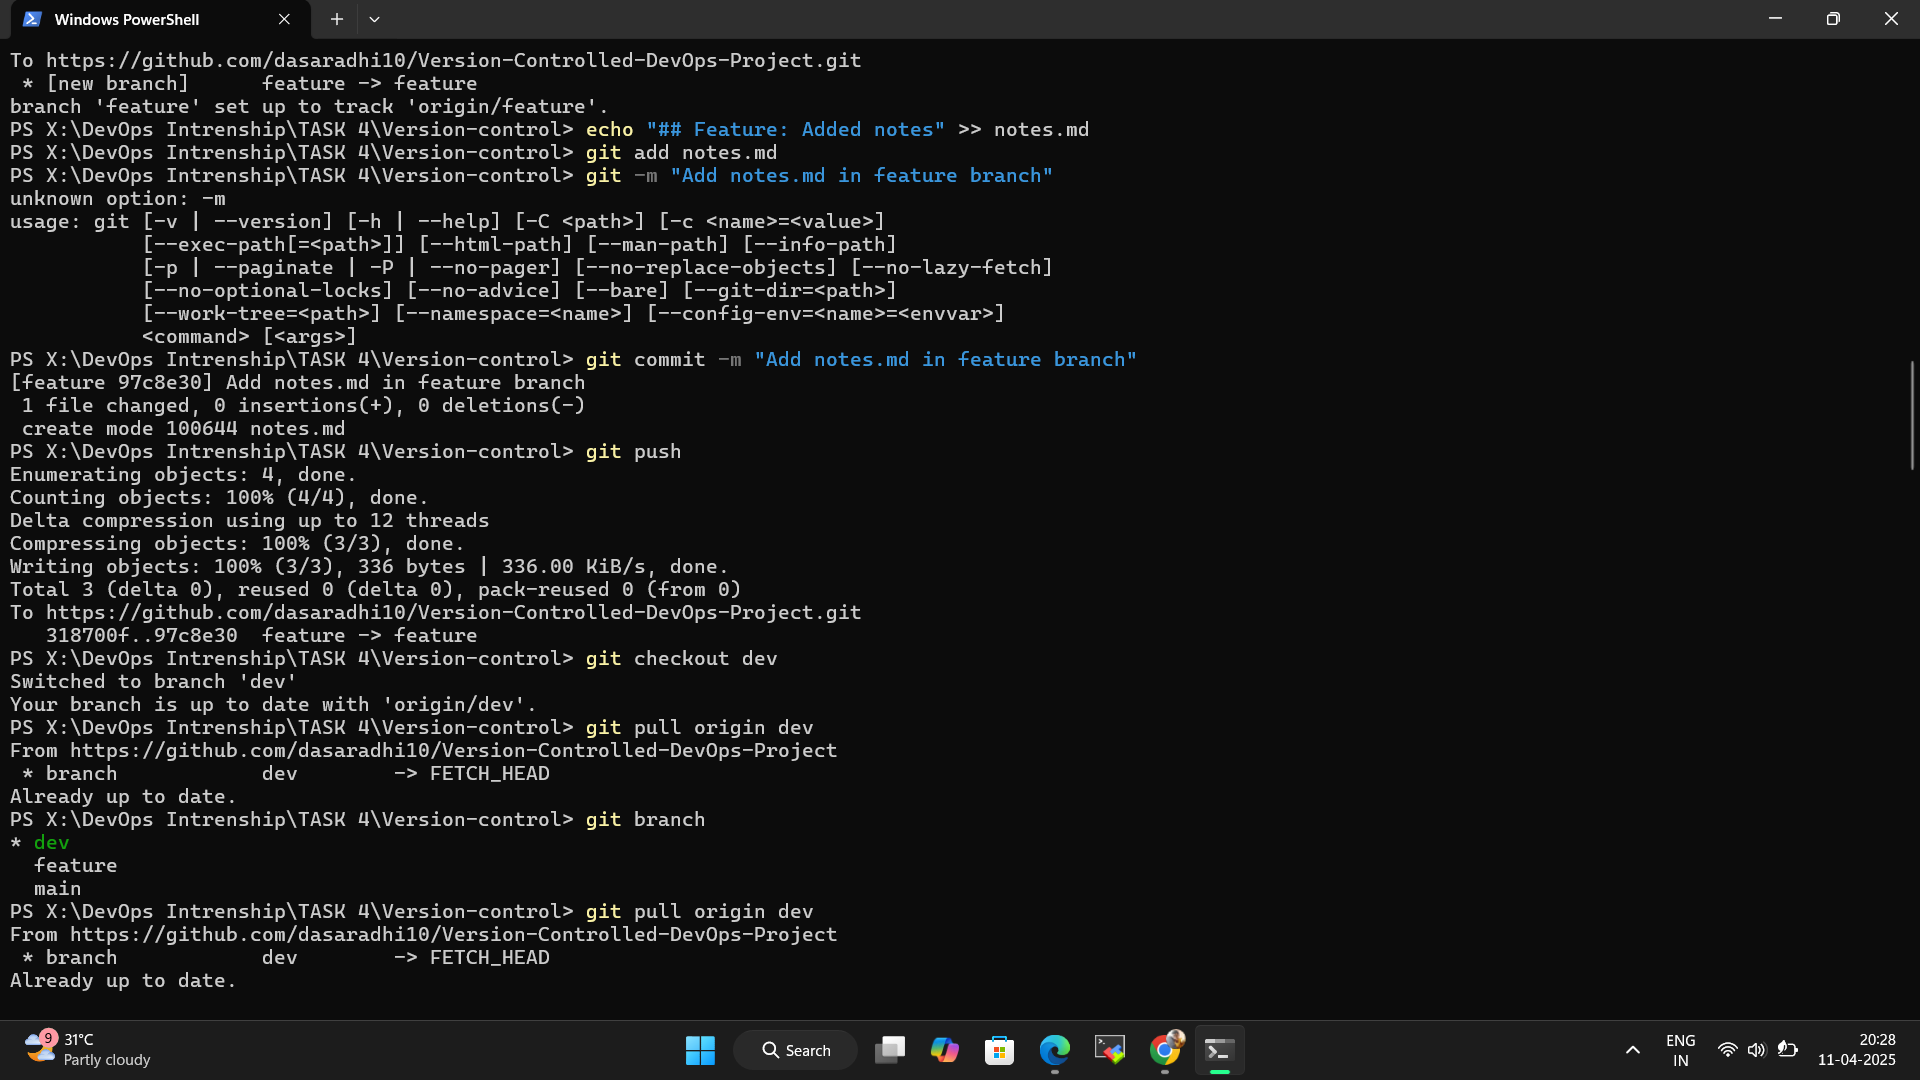 Windows PowerShell
To https://github.com/dasaradhi10/Version-Controlled-DevOps-Project.git
 * [new branch]      feature -> feature
branch 'feature' set up to track 'origin/feature'.
PS X:\DevOps Intrenship\TASK 4\Version-control> echo "## Feature: Added notes" >> notes.md
PS X:\DevOps Intrenship\TASK 4\Version-control> git add notes.md
PS X:\DevOps Intrenship\TASK 4\Version-control> git -m "Add notes.md in feature branch"
unknown option: -m
usage: git [-v | --version] [-h | --help] [-C <path>] [-c <name>=<value>]
           [--exec-path[=<path>]] [--html-path] [--man-path] [--info-path]
           [-p | --paginate | -P | --no-pager] [--no-replace-objects] [--no-lazy-fetch]
           [--no-optional-locks] [--no-advice] [--bare] [--git-dir=<path>]
           [--work-tree=<path>] [--namespace=<name>] [--config-env=<name>=<envvar>]
           <command> [<args>]
PS X:\DevOps Intrenship\TASK 4\Version-control> git commit -m "Add notes.md in feature branch"
[feature 97c8e30] Add notes.md in feature branch
 1 file changed, 0 insertions(+), 0 deletions(-)
 create mode 100644 notes.md
PS X:\DevOps Intrenship\TASK 4\Version-control> git push
Enumerating objects: 4, done.
Counting objects: 100% (4/4), done.
Delta compression using up to 12 threads
Compressing objects: 100% (3/3), done.
Writing objects: 100% (3/3), 336 bytes | 336.00 KiB/s, done.
Total 3 (delta 0), reused 0 (delta 0), pack-reused 0 (from 0)
To https://github.com/dasaradhi10/Version-Controlled-DevOps-Project.git
   318700f..97c8e30  feature -> feature
PS X:\DevOps Intrenship\TASK 4\Version-control> git checkout dev
Switched to branch 'dev'
Your branch is up to date with 'origin/dev'.
PS X:\DevOps Intrenship\TASK 4\Version-control> git pull origin dev
From https://github.com/dasaradhi10/Version-Controlled-DevOps-Project
 * branch            dev        -> FETCH_HEAD
Already up to date.
PS X:\DevOps Intrenship\TASK 4\Version-control> git branch
* dev
  feature
  main
PS X:\DevOps Intrenship\TASK 4\Version-control> git pull origin dev
From https://github.com/dasaradhi10/Version-Controlled-DevOps-Project
 * branch            dev        -> FETCH_HEAD
Already up to date.
9
31°C
Partly cloudy
Search
ENG
IN
20:28
11-04-2025